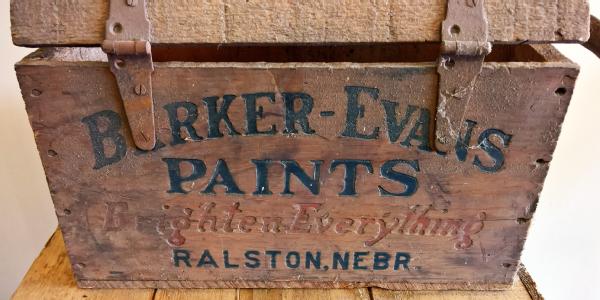 BARKER-EVANS
PAINTS
Brighten Everything
RALSTON, NEBR.